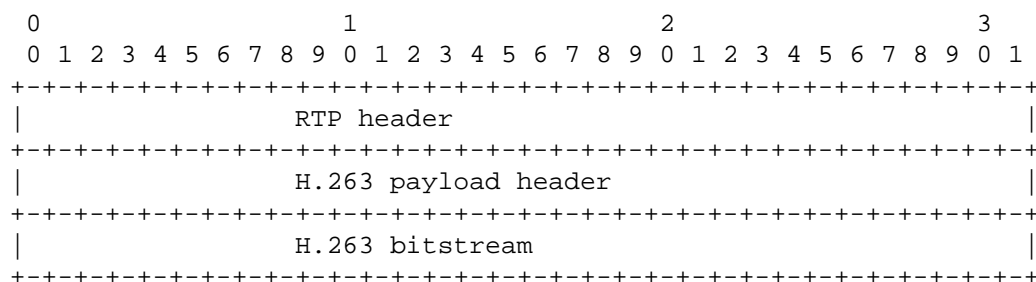 0                   1                   2                   3
 0 1 2 3 4 5 6 7 8 9 0 1 2 3 4 5 6 7 8 9 0 1 2 3 4 5 6 7 8 9 0 1
+-+-+-+-+-+-+-+-+-+-+-+-+-+-+-+-+-+-+-+-+-+-+-+-+-+-+-+-+-+-+-+-+
|                 RTP header                                    |
+-+-+-+-+-+-+-+-+-+-+-+-+-+-+-+-+-+-+-+-+-+-+-+-+-+-+-+-+-+-+-+-+
|                 H.263 payload header                          |
+-+-+-+-+-+-+-+-+-+-+-+-+-+-+-+-+-+-+-+-+-+-+-+-+-+-+-+-+-+-+-+-+
|                 H.263 bitstream                               |
+-+-+-+-+-+-+-+-+-+-+-+-+-+-+-+-+-+-+-+-+-+-+-+-+-+-+-+-+-+-+-+-+